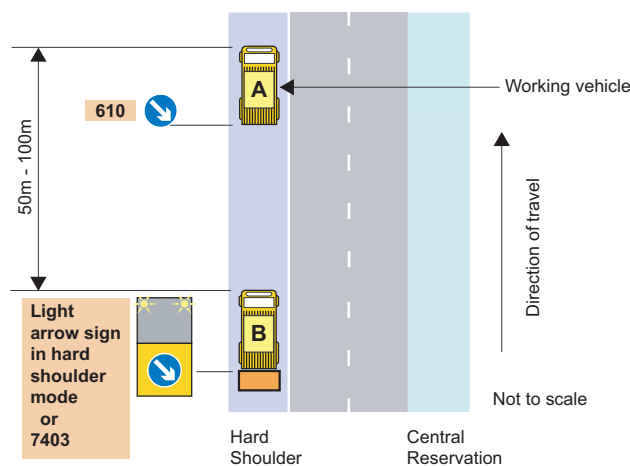 A
Working vehicle
610
50m - 100m
Direction of travel
Light
arrow sign
in hard
shoulder
mode
or
7403
B
Not to scale
Hard
Shoulder
Central
Reservation